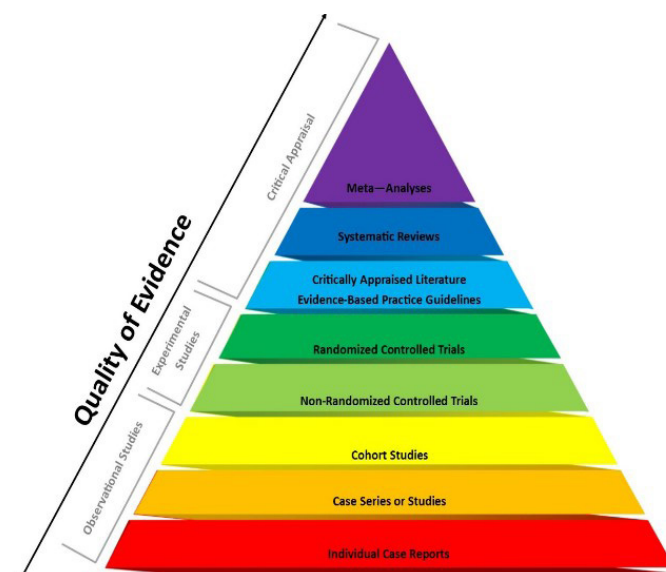 Quality of Evidence
Critical Appraisal
Experimental
Studies
Observational Studies
Meta—Analyses
Systematic Reviews
Critically Appraised Literature
Evidence-Based Practice Guidelines
Randomized Controlled Trials
Non-Randomized Controlled Trials
Cohort Studies
Case Series or Studies
Individual Case Reports